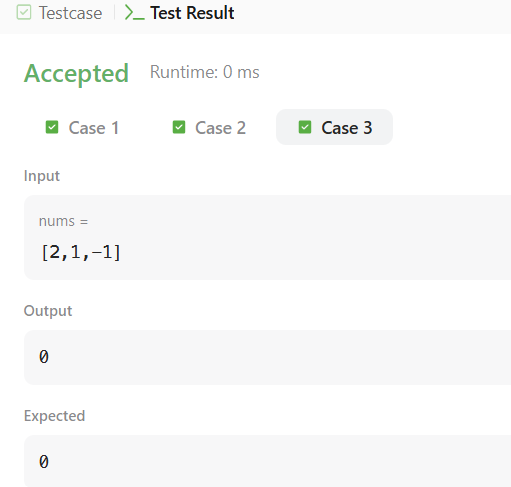 Testcase >_ Test Result
Accepted Runtime: 0 ms
Case 1 Case 2 Case 3
Input
nums =
[2,1,-1]
Output
0
Expected
0